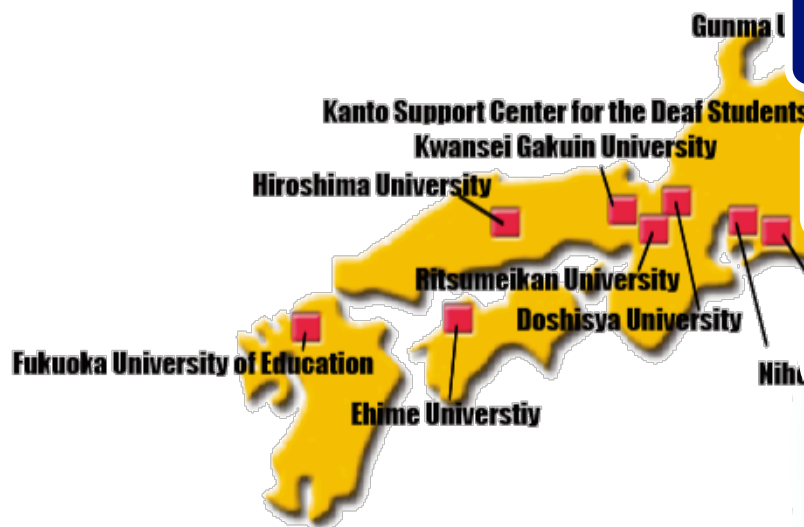 Gunma U
Kanto Support Center for the Deaf Students
Kwansei Gakuin University
Hiroshima University
Ritsumeikan University
Doshisya University
Fukuoka University of Education
Ehime Universtiy